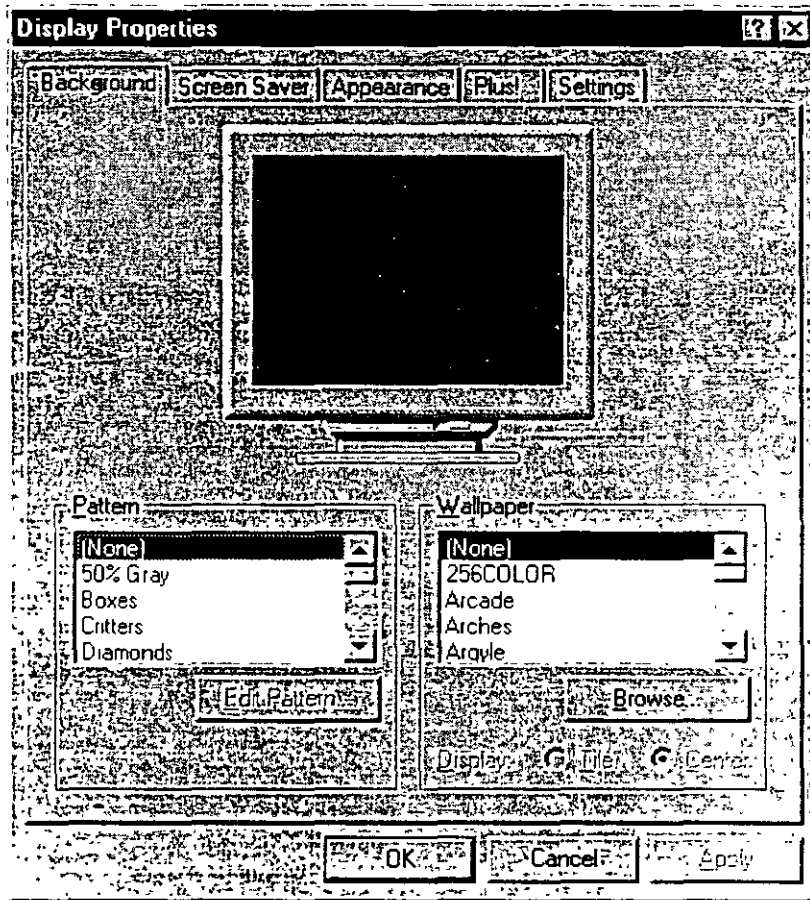 Display Properties
Background Screen Saver Appearance Plus! Settings
Pattern
(None)
50% Gray
Boxes
Critters
Diamonds
Edit Pattern...
Wallpaper
(None)
256COLOR
Arcade
Arches
Argyle
Browse...
Display: Tile Center
OK Cancel Apply